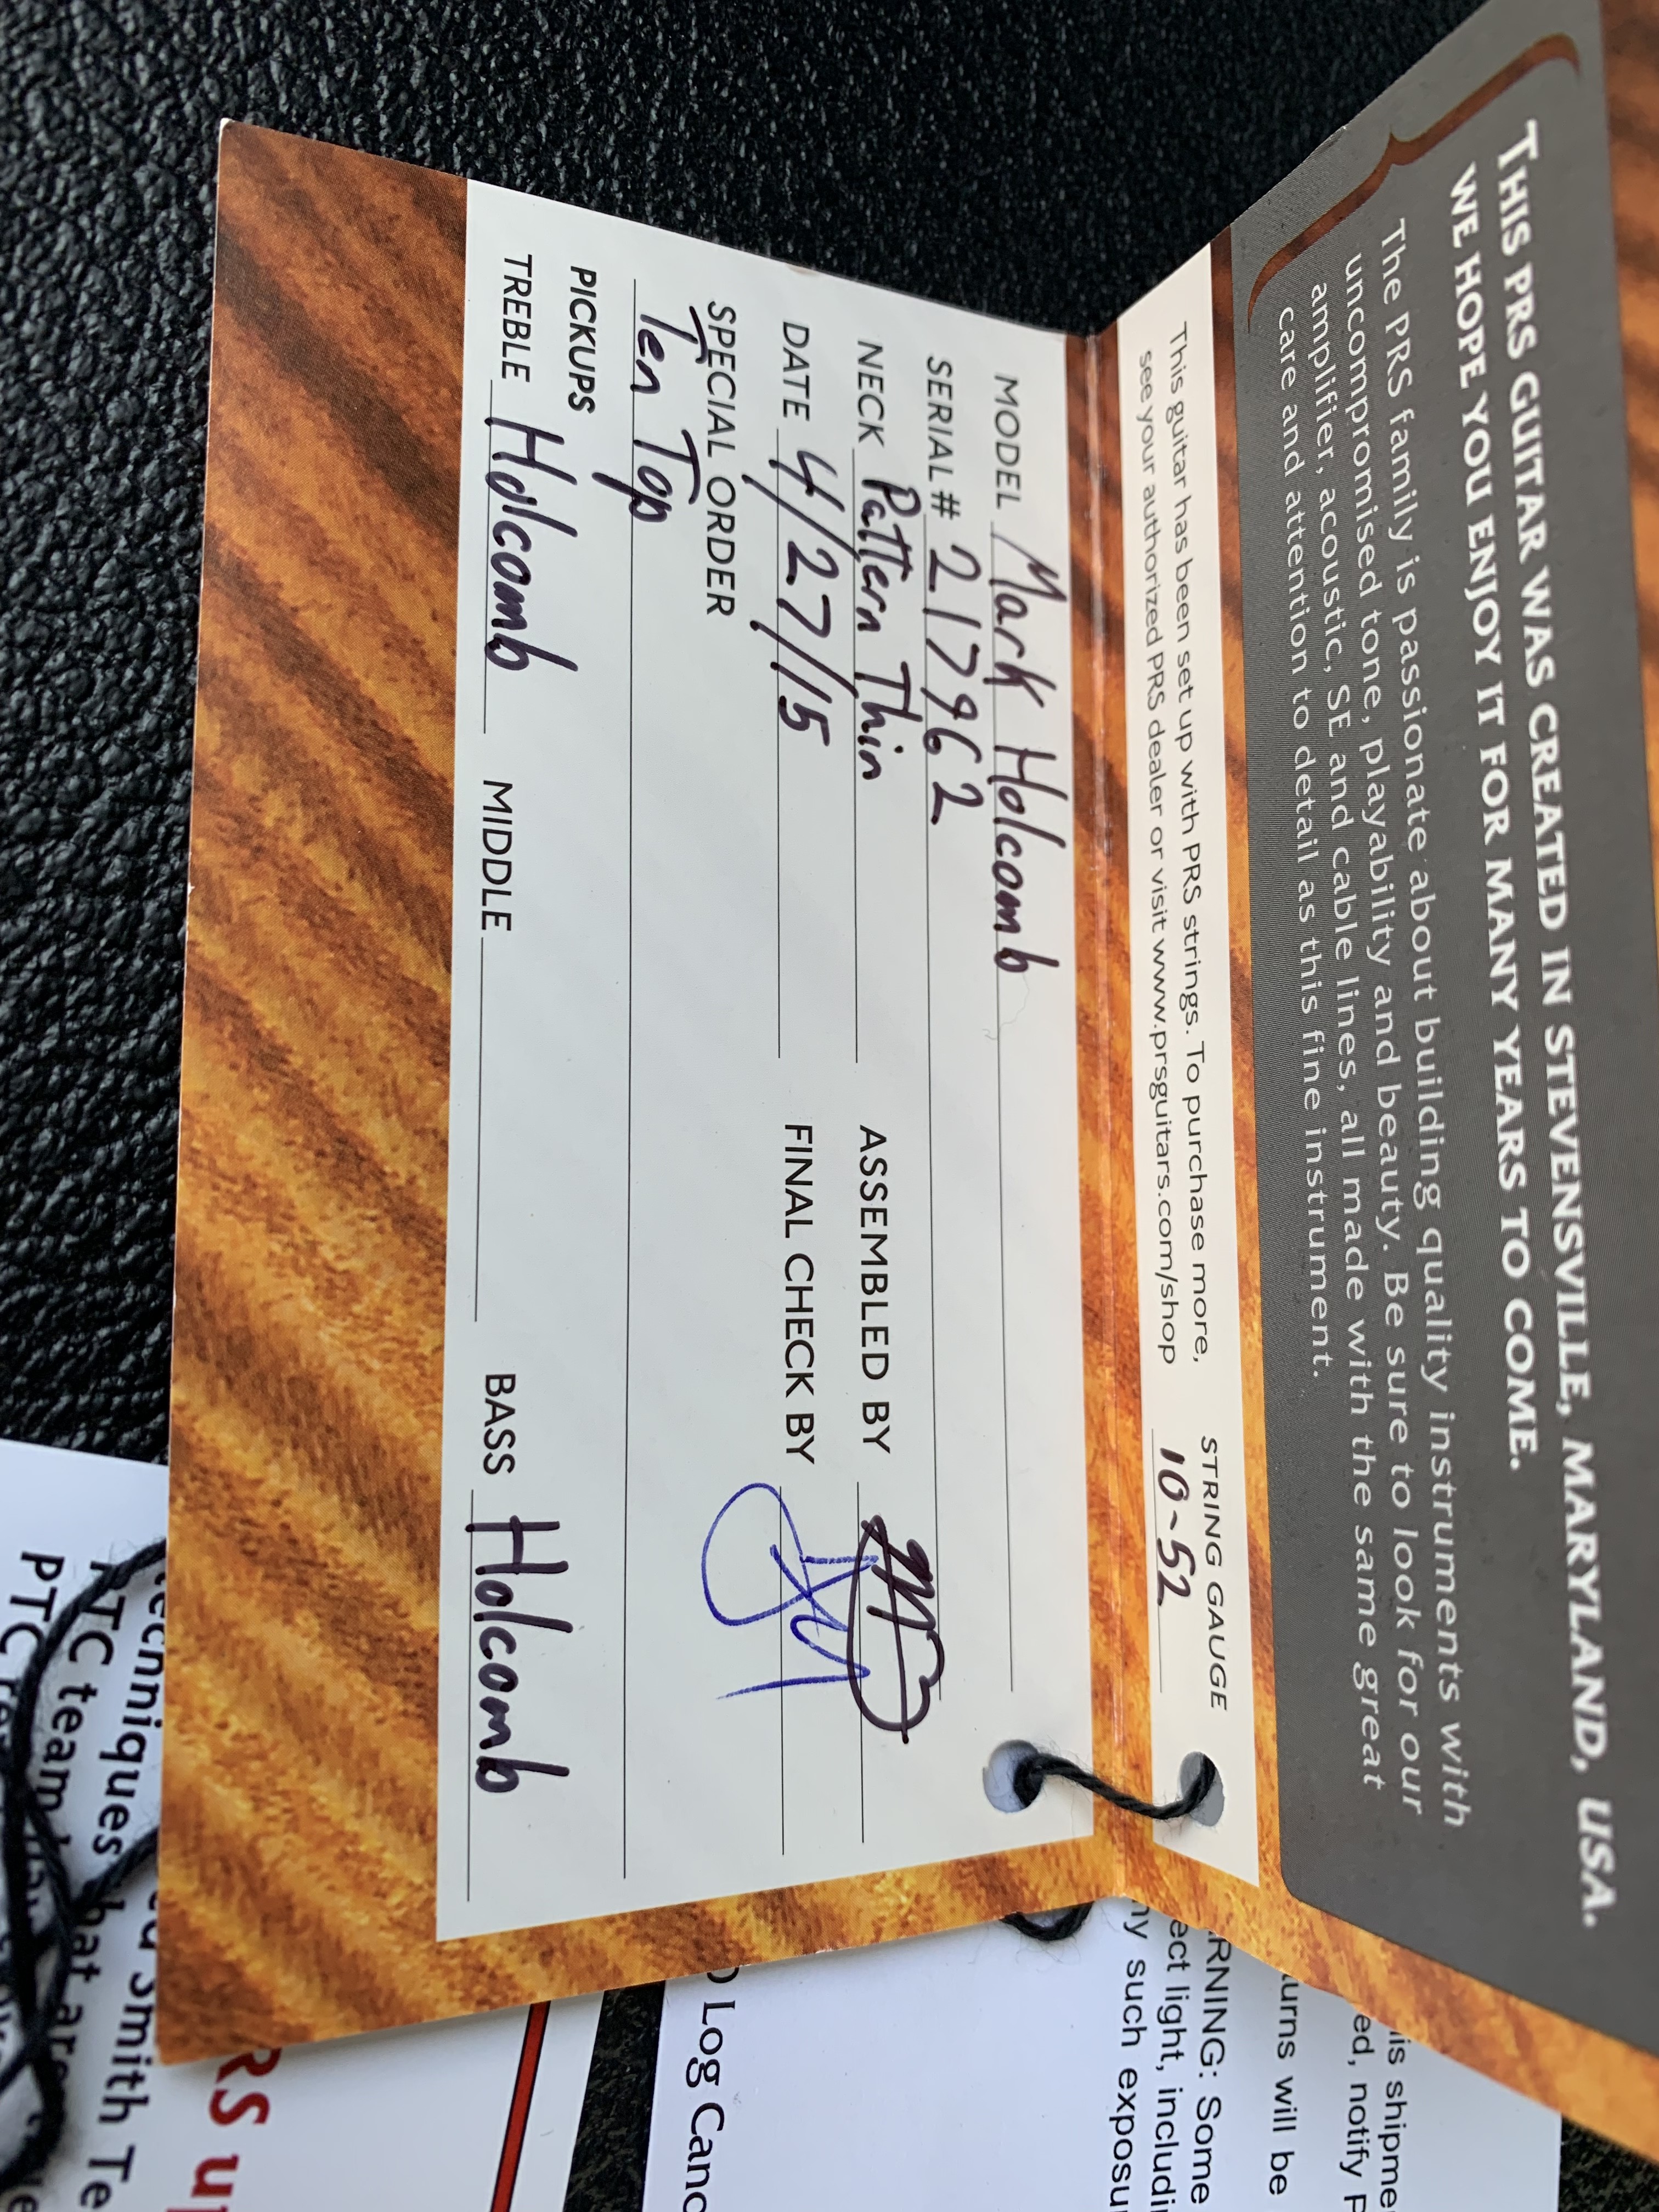 THIS PRS GUITAR WAS CREATED IN STEVENSVILLE, MARYLAND, USA.
WE HOPE YOU ENJOY IT FOR MANY YEARS TO COME.
The PRS family is passionate about building quality instruments with
uncompromised tone, playability and beauty. Be sure to look for our
amplifier, acoustic, SE and cable lines, all made with the same great
care and attention to detail as this fine instrument.
This guitar has been set up with PRS strings. To purchase more,
see your authorized PRS dealer or visit www.prsguitars.com/shop
STRING GAUGE
10-52
MODEL Mark Holcomb
SERIAL # 217962
NECK Pattern Thin ASSEMBLED BY
DATE 4/27/15 FINAL CHECK BY
SPECIAL ORDER
Ten Top
PICKUPS
TREBLE Holcomb MIDDLE BASS Holcomb
is shipme
ed, notify P
urns will be
RNING: Some
ect light, includi
ny such exposu
Log Canc
RS u
Smith Te
techniques
PTC team
PTC